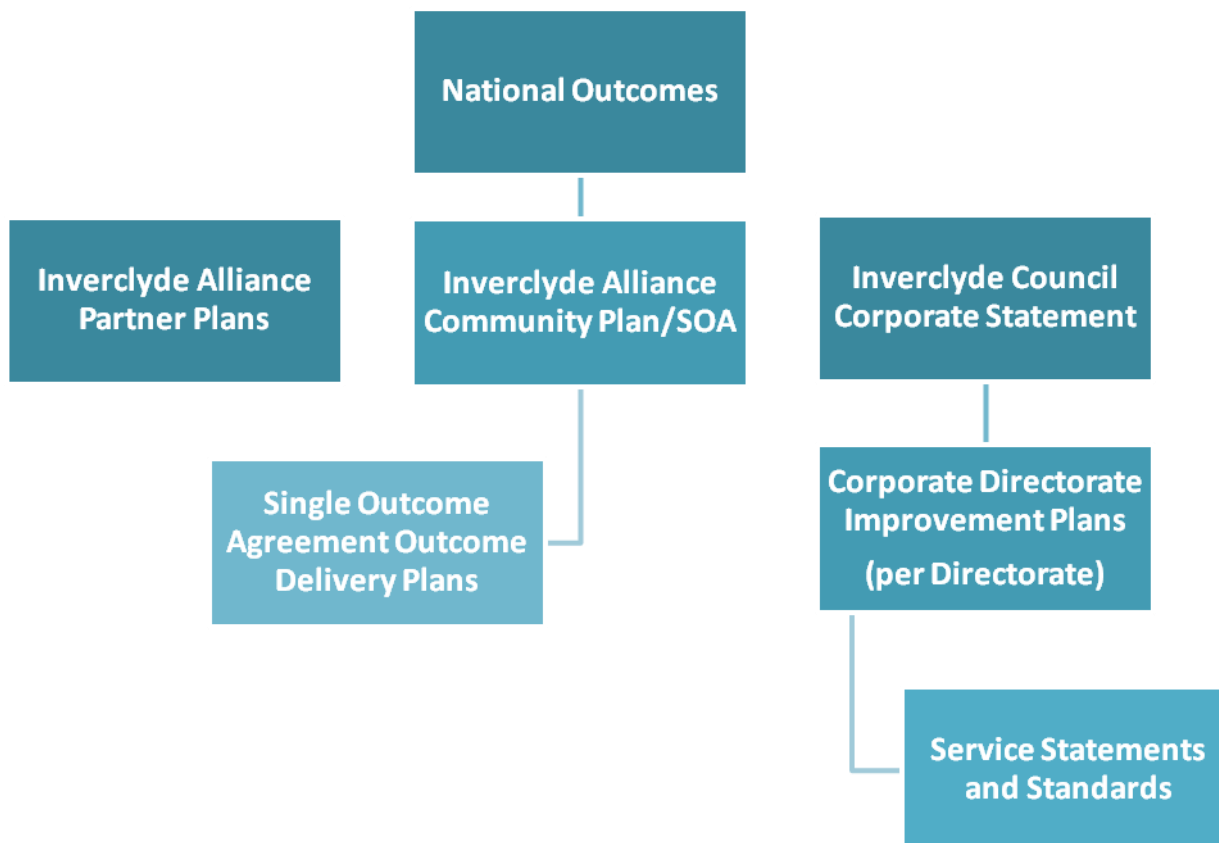 National Outcomes
Inverclyde Alliance
Partner Plans
Inverclyde Alliance
Community Plan/SOA
Inverclyde Council
Corporate Statement
Single Outcome
Agreement Outcome
Delivery Plans
Corporate Directorate
Improvement Plans
(per Directorate)
Service Statements
and Standards